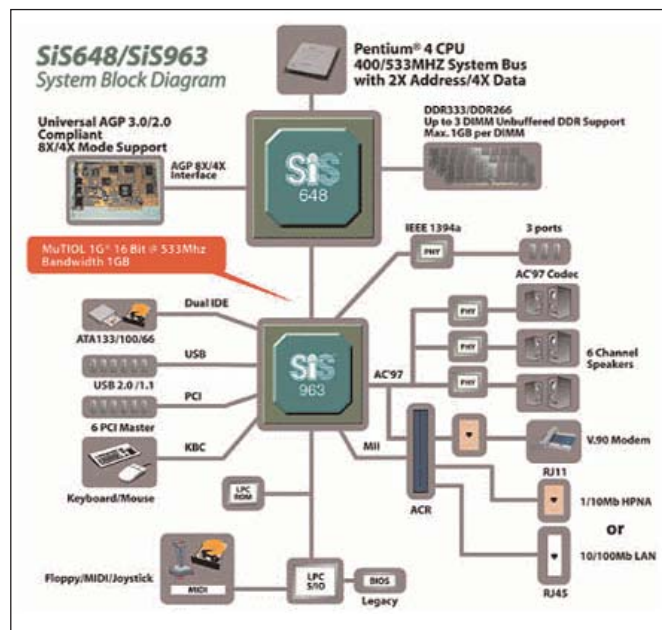 SiS648/SiS963
System Block Diagram
Pentium® 4 CPU
400/533MHZ System Bus
with 2X Address/4X Data
Universal AGP 3.0/2.0
Compliant
8X/4X Mode Support
AGP 8X/4X
Interface
SiS
648
DDR333/DDR266
Up to 3 DIMM Unbuffered DDR Support
Max. 1GB per DIMM
MuTIOL 1G® 16 Bit @ 533Mhz
Bandwidth 1GB
IEEE 1394a
PHY
3 ports
AC'97 Codec
Dual IDE
ATA133/100/66
USB
USB 2.0 /1.1
PCI
6 PCI Master
KBC
Keyboard/Mouse
SiS
963
AC'97
PHY
PHY
PHY
6 Channel
Speakers
MII
ACR
V.90 Modem
RJ11
1/10Mb HPNA
or
10/100Mb LAN
RJ45
LPC
ROM
Floppy/MIDI/Joystick
MIDI
LPC
S/IO
BIOS
Legacy